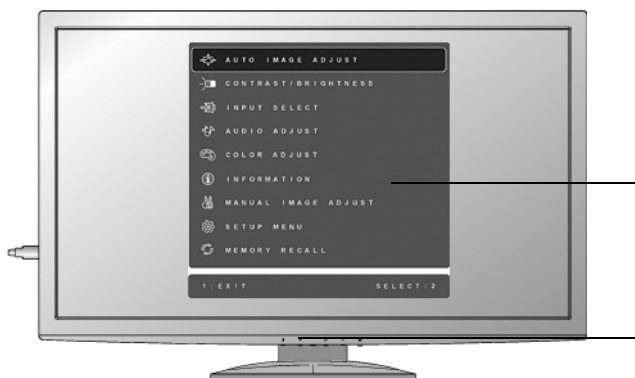 AUTO IMAGE ADJUST
CONTRAST/BRIGHTNESS
INPUT SELECT
AUDIO ADJUST
COLOR ADJUST
INFORMATION
MANUAL IMAGE ADJUST
SETUP MENU
MEMORY RECALL
1:EXIT SELECT:2